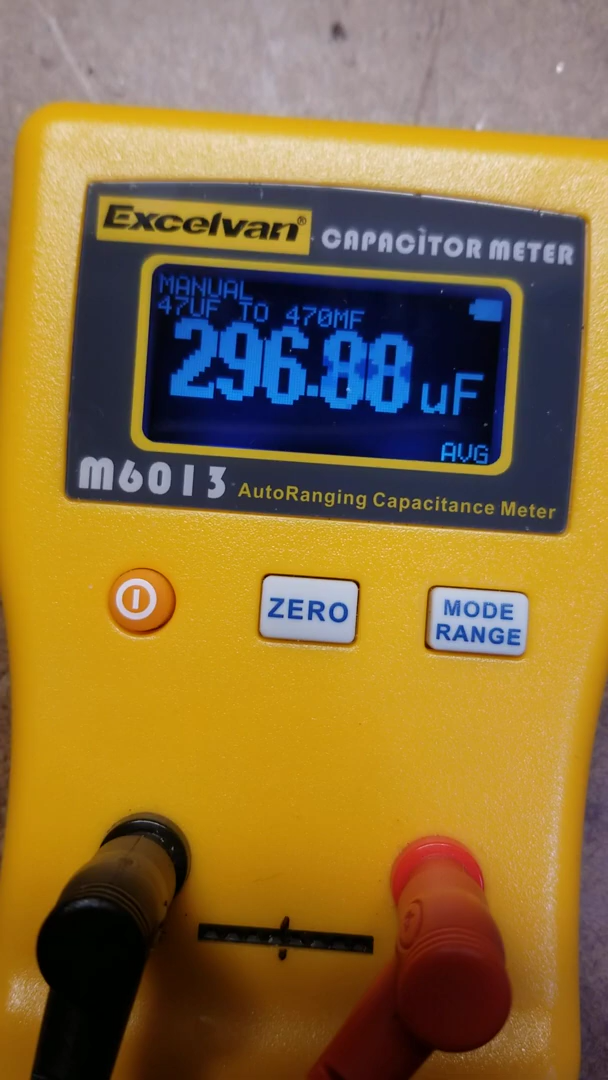 Excelvan® CAPACITOR METER
MANUAL
47UF TO 470MF
296.88 uF
AVG
M6013 AutoRanging Capacitance Meter
ZERO
MODE
RANGE